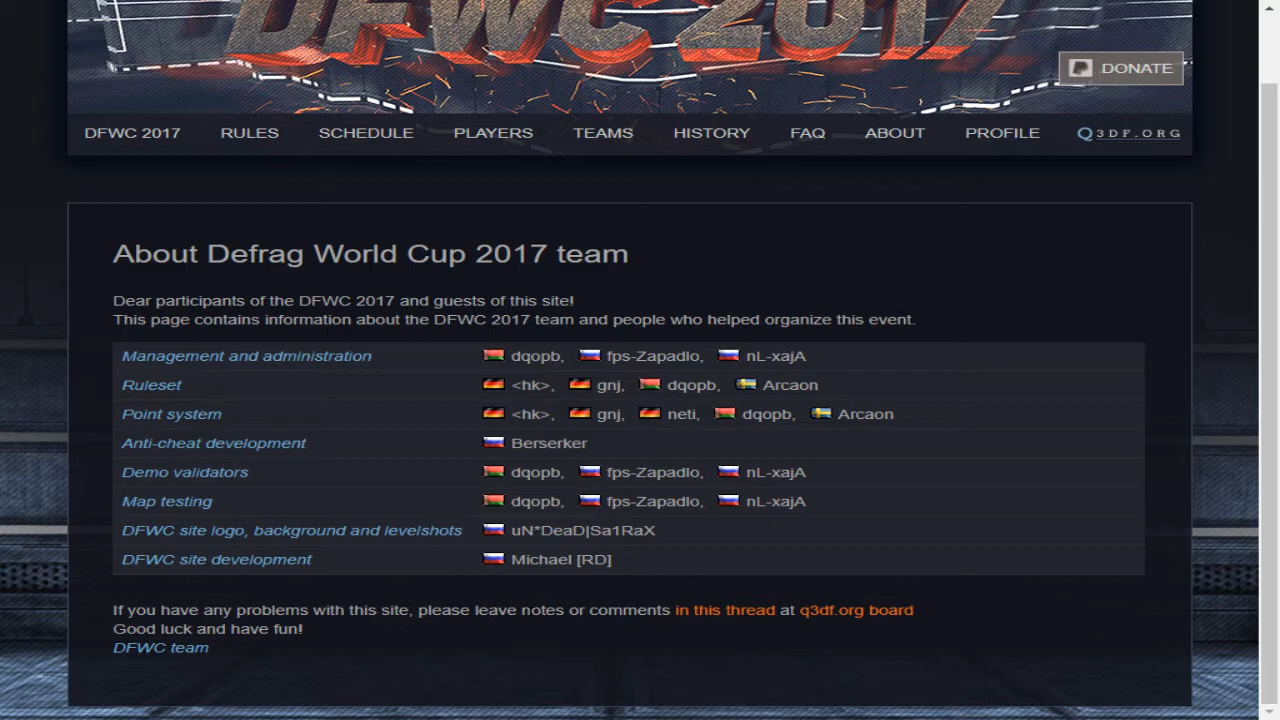 DFWC 2017
DONATE
DFWC 2017 RULES SCHEDULE PLAYERS TEAMS HISTORY FAQ ABOUT PROFILE Q3DF.ORG
About Defrag World Cup 2017 team
Dear participants of the DFWC 2017 and guests of this site!
This page contains information about the DFWC 2017 team and people who helped organize this event.
Management and administration dqopb, fps-Zapadlo, nL-xajA
Ruleset <hk>, gnj, dqopb, Arcaon
Point system <hk>, gnj, neti, dqopb, Arcaon
Anti-cheat development Berserker
Demo validators dqopb, fps-Zapadlo, nL-xajA
Map testing dqopb, fps-Zapadlo, nL-xajA
DFWC site logo, background and levelshots uN*DeaD|Sa1RaX
DFWC site development Michael [RD]
If you have any problems with this site, please leave notes or comments in this thread at q3df.org board
Good luck and have fun!
DFWC team